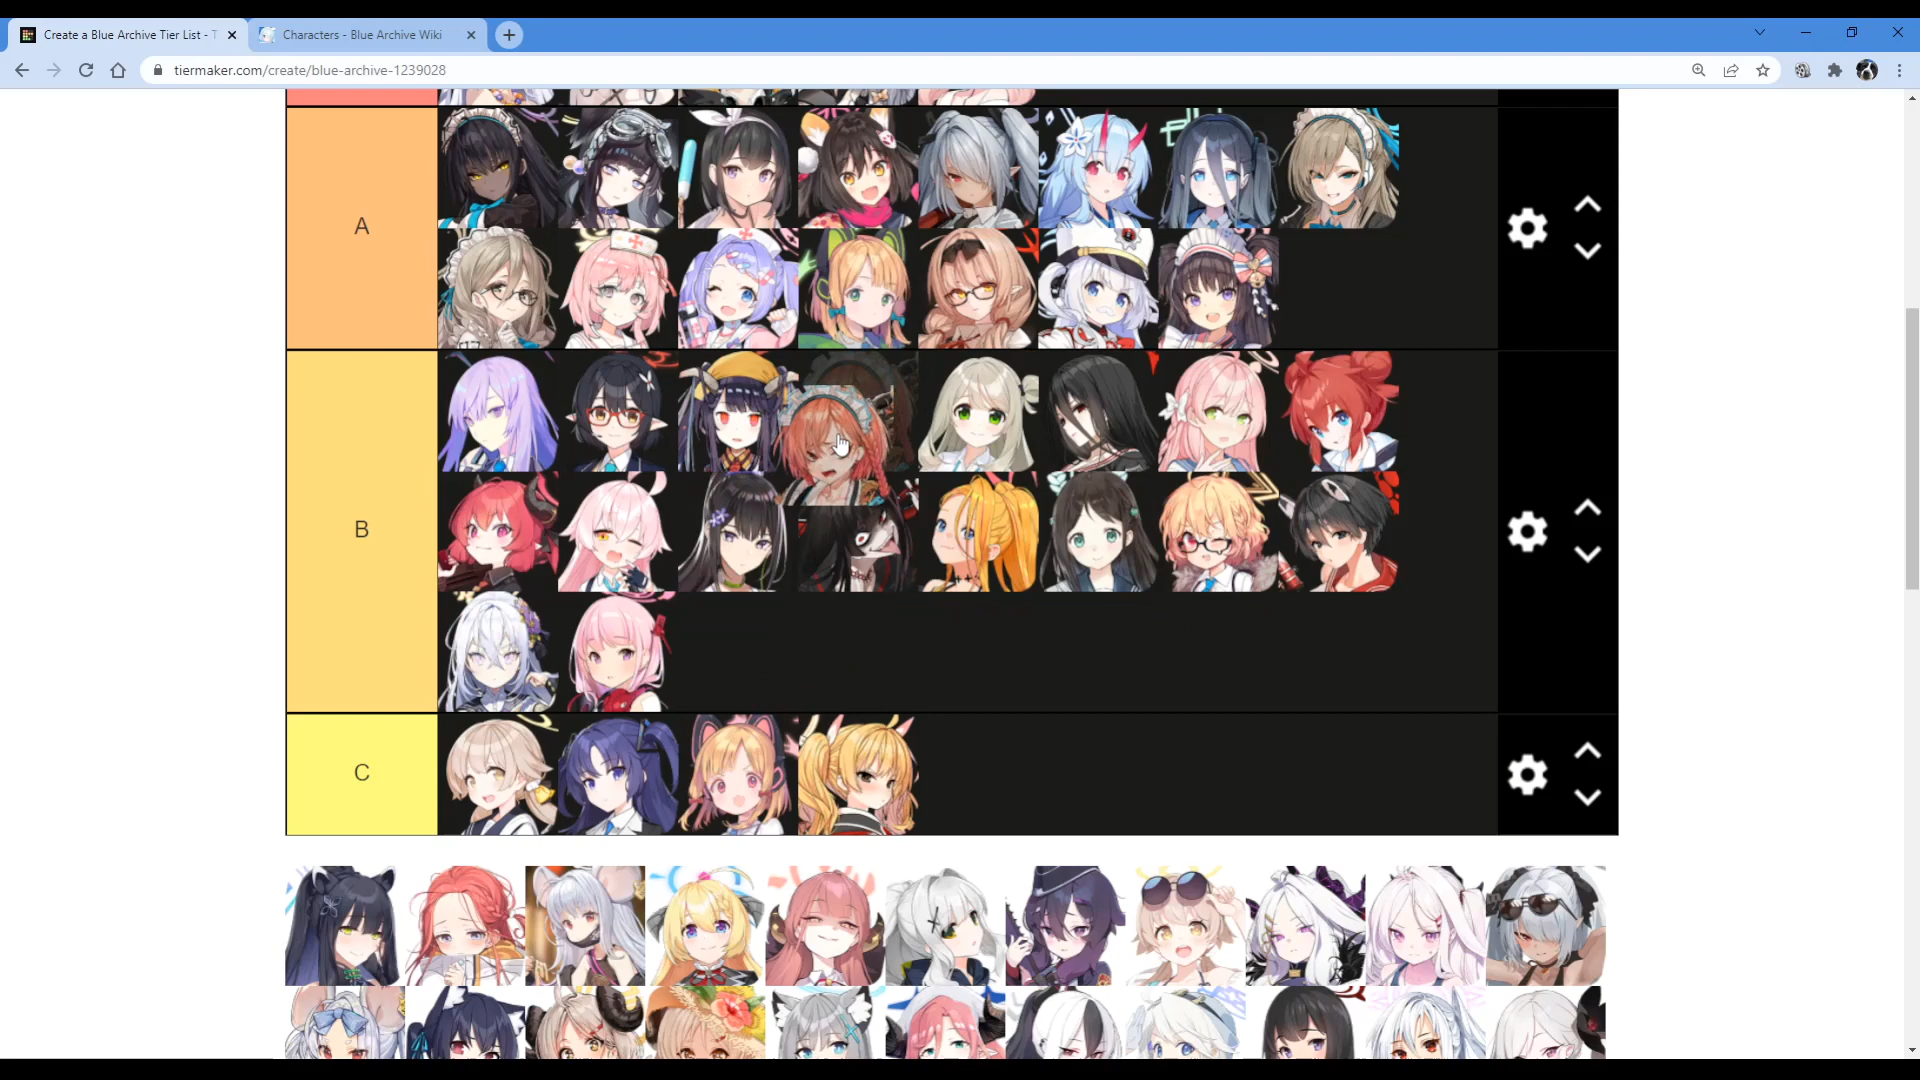 Create a Blue Archive Tier List - T
Characters - Blue Archive Wiki
tiermaker.com/create/blue-archive-1239028
A
B
C